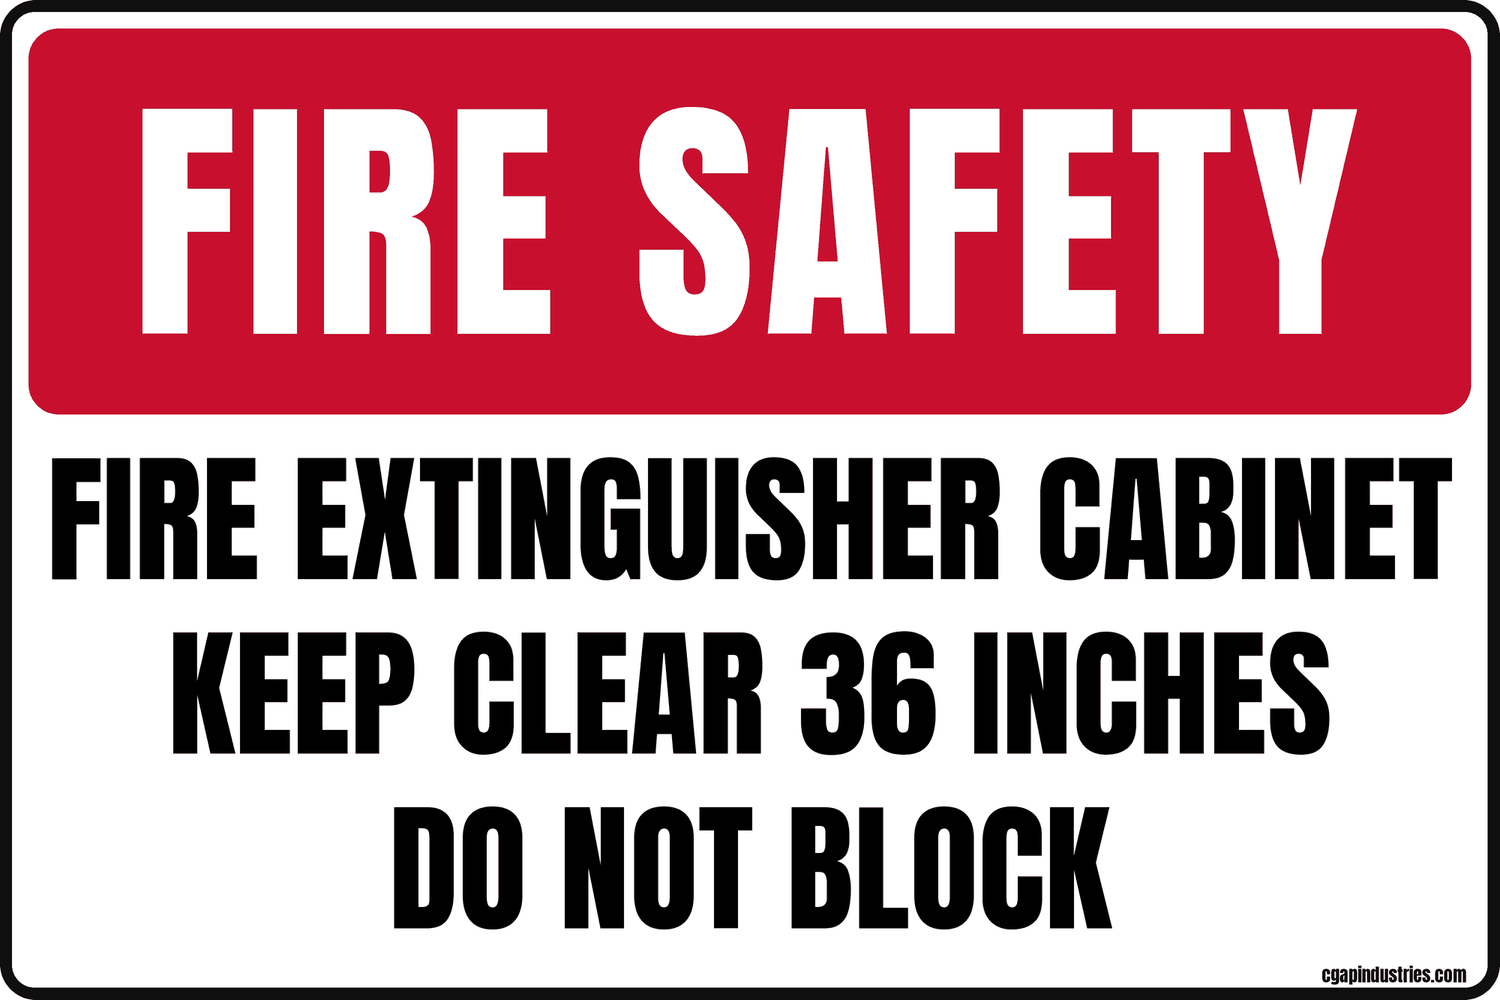 FIRE SAFETY
FIRE EXTINGUISHER CABINET
KEEP CLEAR 36 INCHES
DO NOT BLOCK
cgapindustries.com